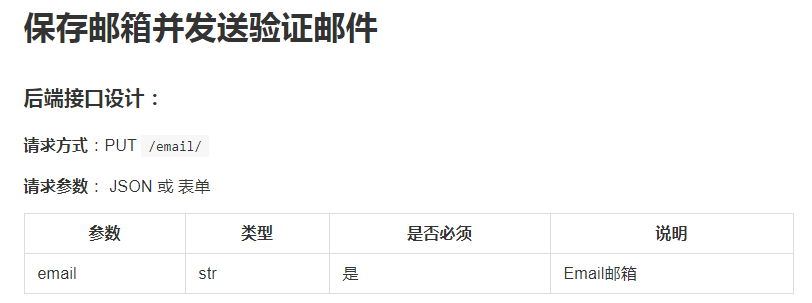 保存邮箱并发送验证邮件
后端接口设计：
请求方式：PUT /email/
请求参数： JSON 或 表单
参数 类型 是否必须 说明
email str 是 Email邮箱